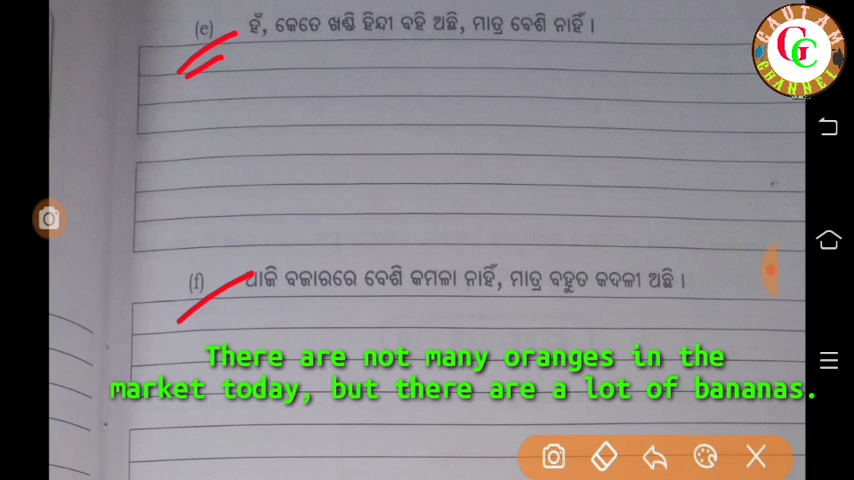 (e) ହଁ, କେତେ ଖଣ୍ଡି ହିନ୍ଦୀ ବହି ଅଛି, ମାତ୍ର ବେଶି ନାହିଁ ।
GAUTAM
GC
CHANNEL
(f) ଆଜି ବଜାରରେ ବେଶି କମଳା ନାହିଁ, ମାତ୍ର ବହୁତ କଦଳୀ ଅଛି ।
There are not many oranges in the
market today, but there are a lot of bananas.